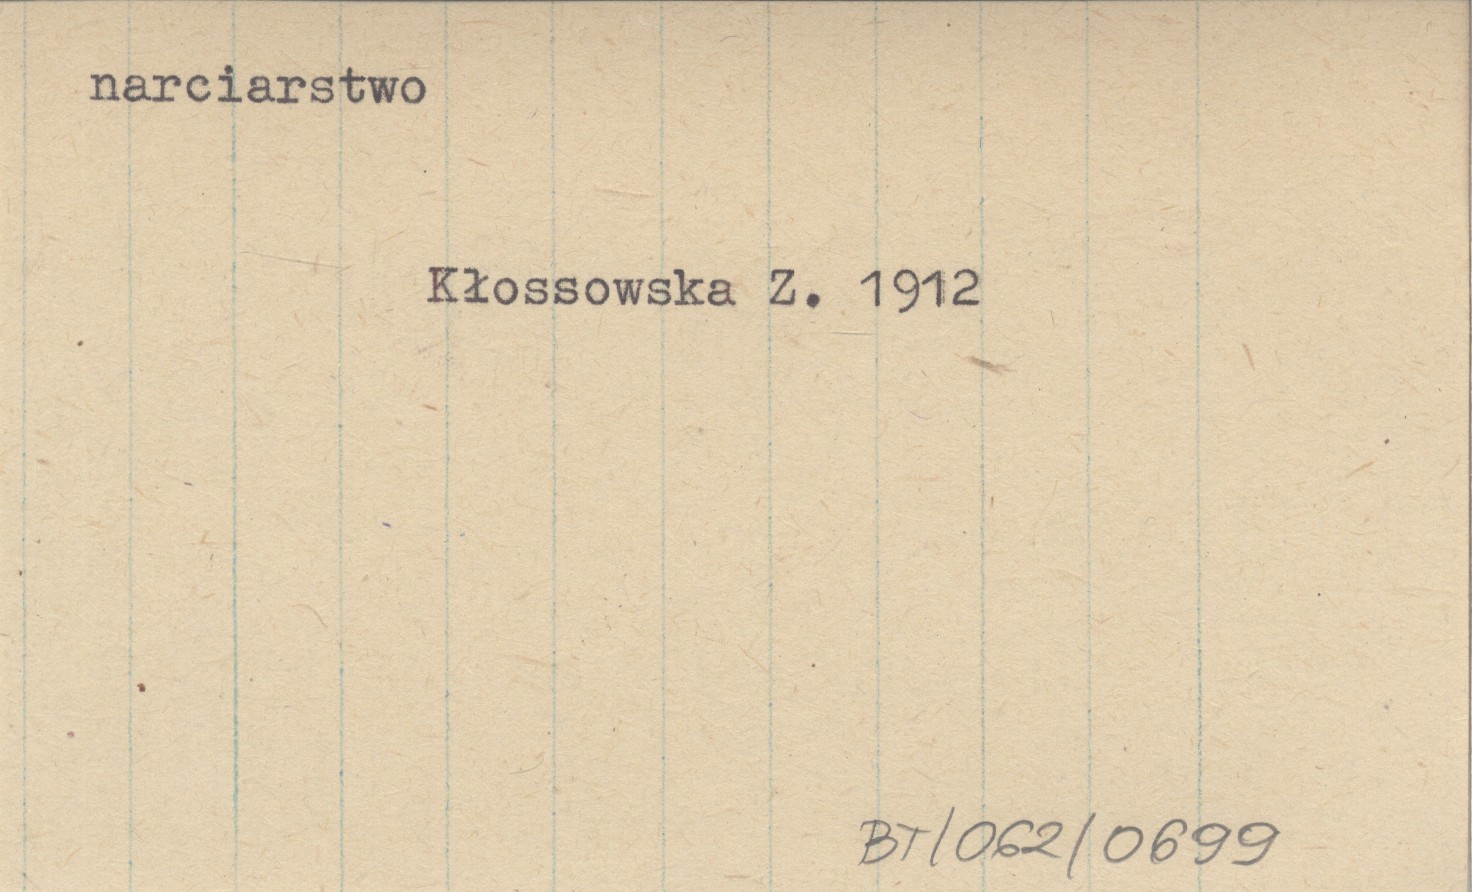 narciarstwo
Kłossowska Z. 1912
BT/062/0699